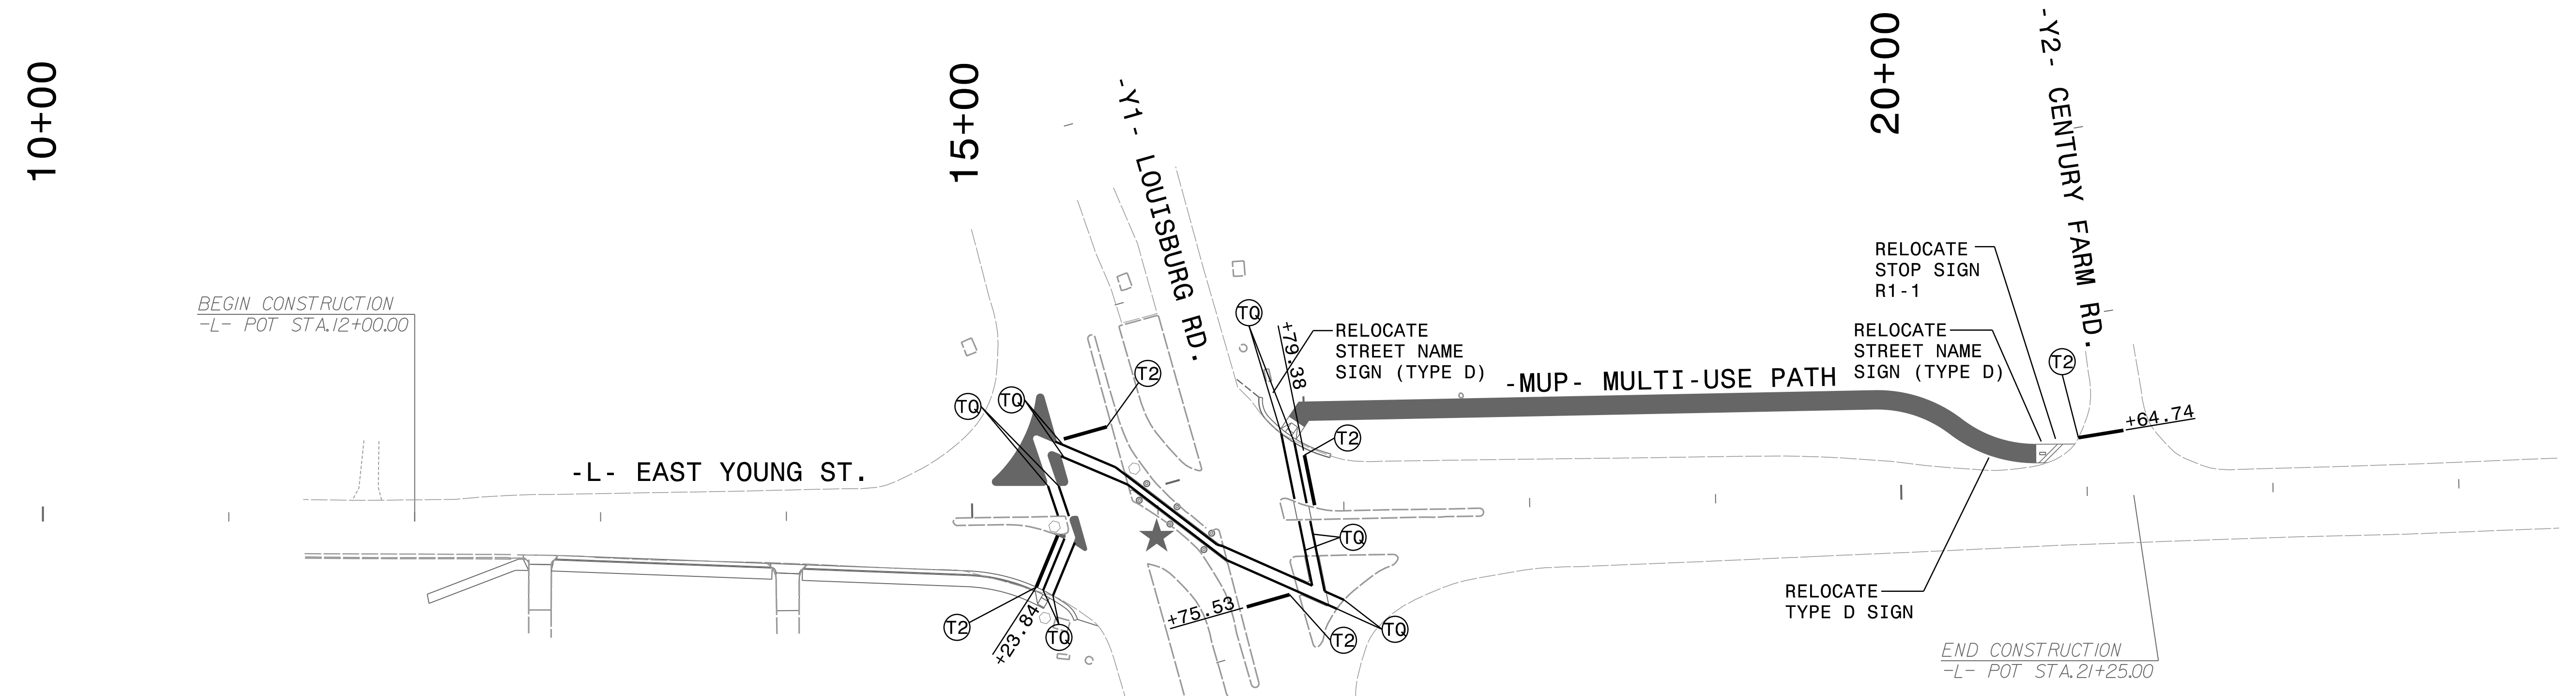 10+00
15+00
20+00
-Y1- LOUISBURG RD.
-Y2- CENTURY FARM RD.
BEGIN CONSTRUCTION
-L- POT STA.12+00.00
-L- EAST YOUNG ST.
TQ
TQ
T2
TQ
+79.38
RELOCATE
STREET NAME
SIGN (TYPE D)
-MUP- MULTI-USE PATH
RELOCATE
STOP SIGN
R1-1
RELOCATE
STREET NAME
SIGN (TYPE D)
T2
+64.74
T2
TQ
T2
+23.84
TQ
+75.53
T2
TQ
RELOCATE
TYPE D SIGN
END CONSTRUCTION
-L- POT STA.21+25.00